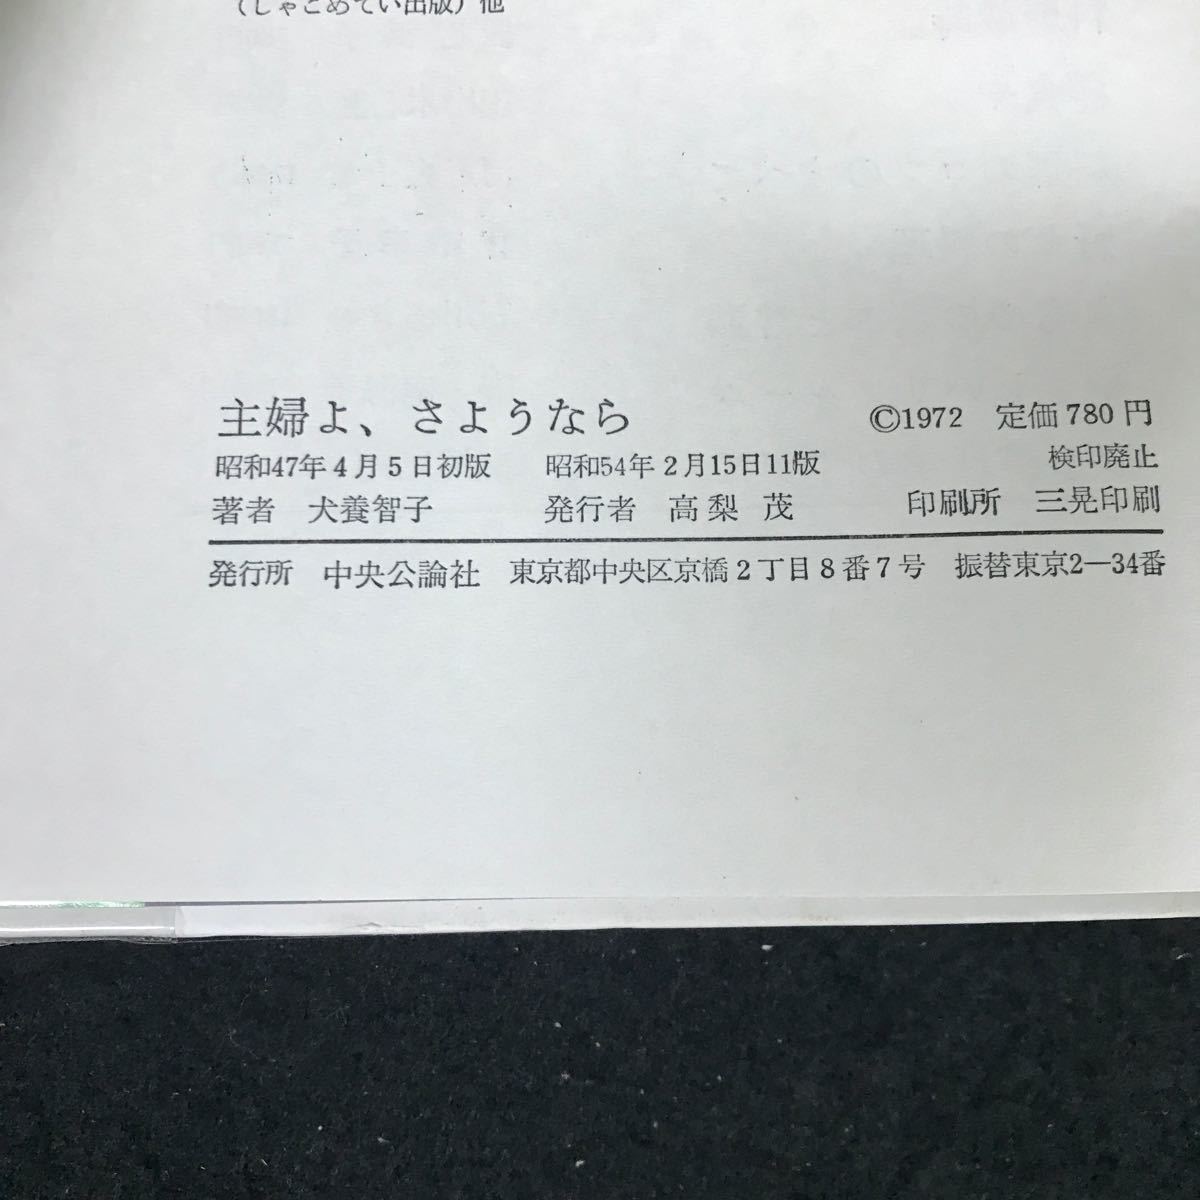 （しゃこめてい出版）他
主婦よ、さようなら ©1972 定価780円
昭和47年4月5日初版 昭和54年2月15日11版 検印廃止
著者 犬養智子 発行者 高梨 茂 印刷所 三晃印刷
発行所 中央公論社 東京都中央区京橋2丁目8番7号 振替東京2—34番